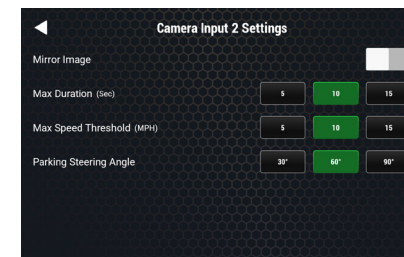 Camera Input 2 Settings
Mirror Image
Max Duration (Sec) 5 10 15
Max Speed Threshold (MPH) 5 10 15
Parking Steering Angle 30° 60° 90°